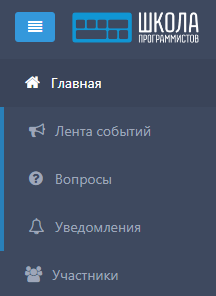 ШКОЛА
ПРОГРАММИСТОВ
Главная
Лента событий
Вопросы
Уведомления
Участники